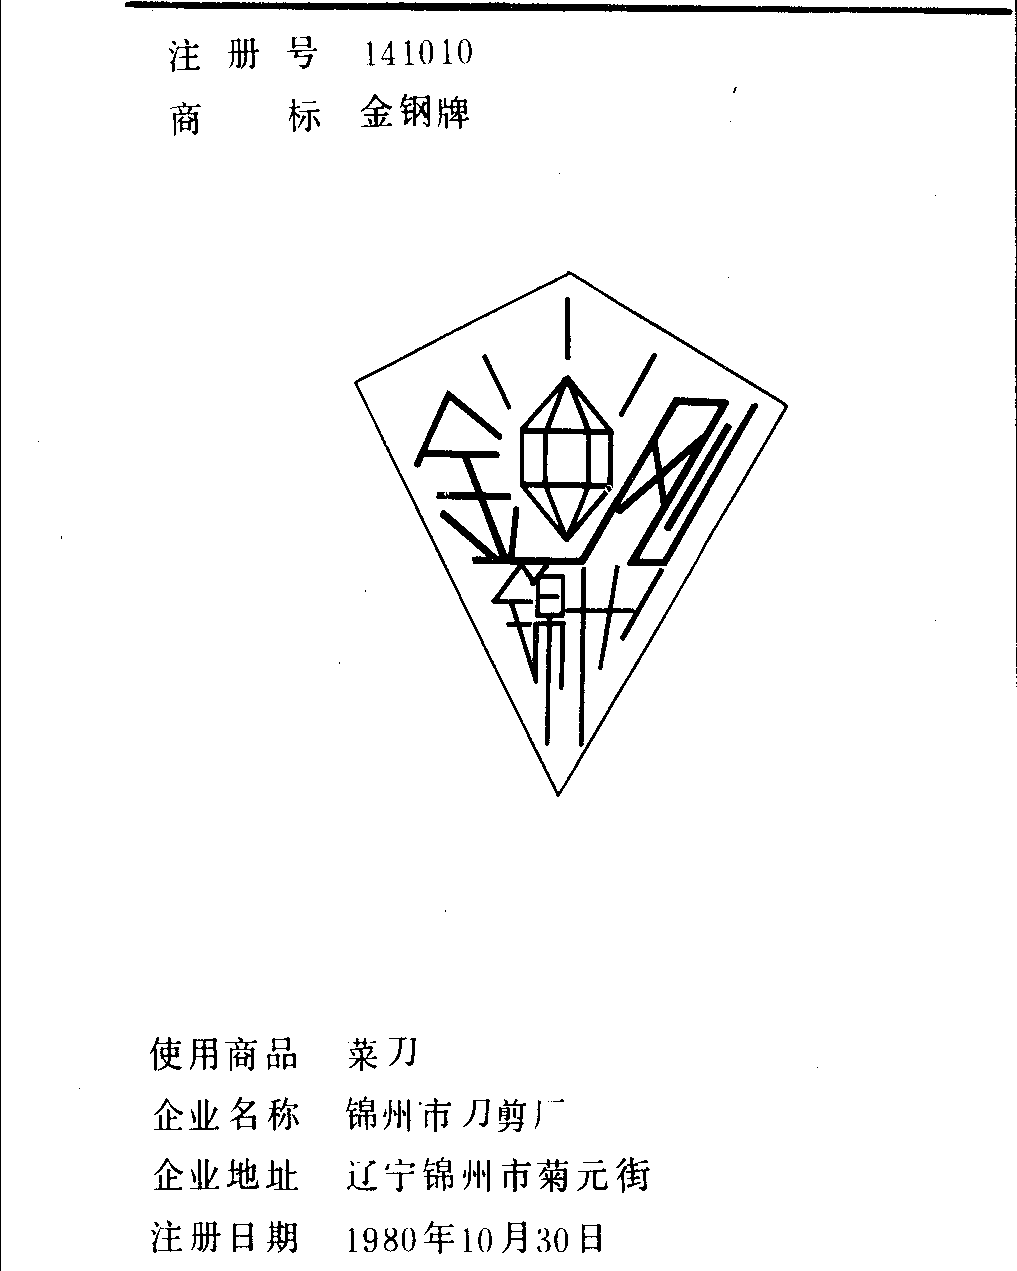 注册号 141010
商标 金钢牌
金钢
锦州
使用商品 菜刀
企业名称 锦州市刀剪厂
企业地址 辽宁锦州市菊元街
注册日期 1980年10月30日